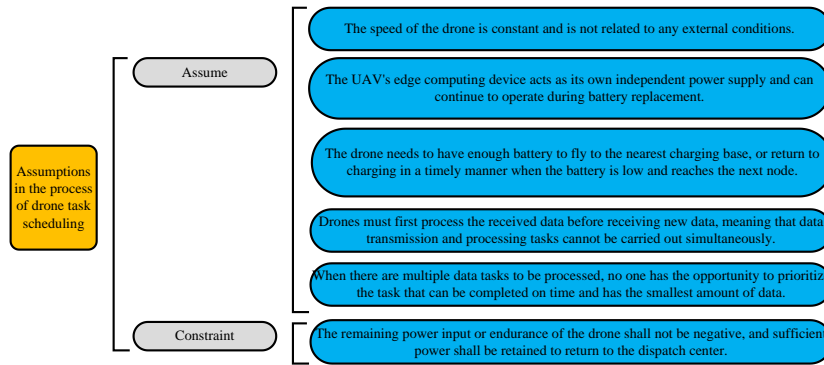 Assumptions
in the process
of drone task
scheduling
Assume
The speed of the drone is constant and is not related to any external conditions.
The UAV's edge computing device acts as its own independent power supply and can
continue to operate during battery replacement.
The drone needs to have enough battery to fly to the nearest charging base, or return to
charging in a timely manner when the battery is low and reaches the next node.
Drones must first process the received data before receiving new data, meaning that data
transmission and processing tasks cannot be carried out simultaneously.
When there are multiple data tasks to be processed, no one has the opportunity to prioritiz
the task that can be completed on time and has the smallest amount of data.
Constraint
The remaining power input or endurance of the drone shall not be negative, and sufficient
power shall be retained to return to the dispatch center.